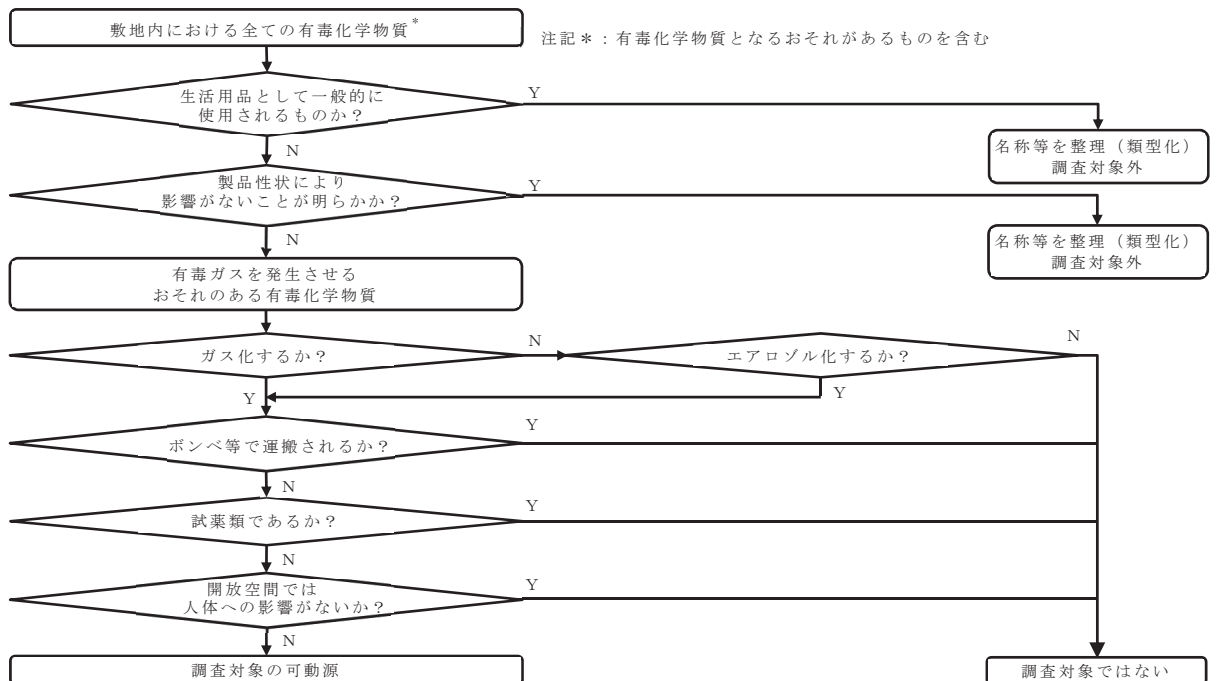 敷地内における全ての有毒化学物質*
注記*:有毒化学物質となるおそれがあるものを含む
生活用品として一般的に
使用されるものか?
Y
N
名称等を整理(類型化)
調査対象外
製品性状により
影響がないことが明らかか?
Y
N
名称等を整理(類型化)
調査対象外
有毒ガスを発生させる
おそれのある有毒化学物質
ガス化するか?
N
エアロゾル化するか?
N
Y
Y
ボンベ等で運搬されるか?
Y
N
試薬類であるか?
Y
N
開放空間では
人体への影響がないか?
Y
N
調査対象の可動源
調査対象ではない